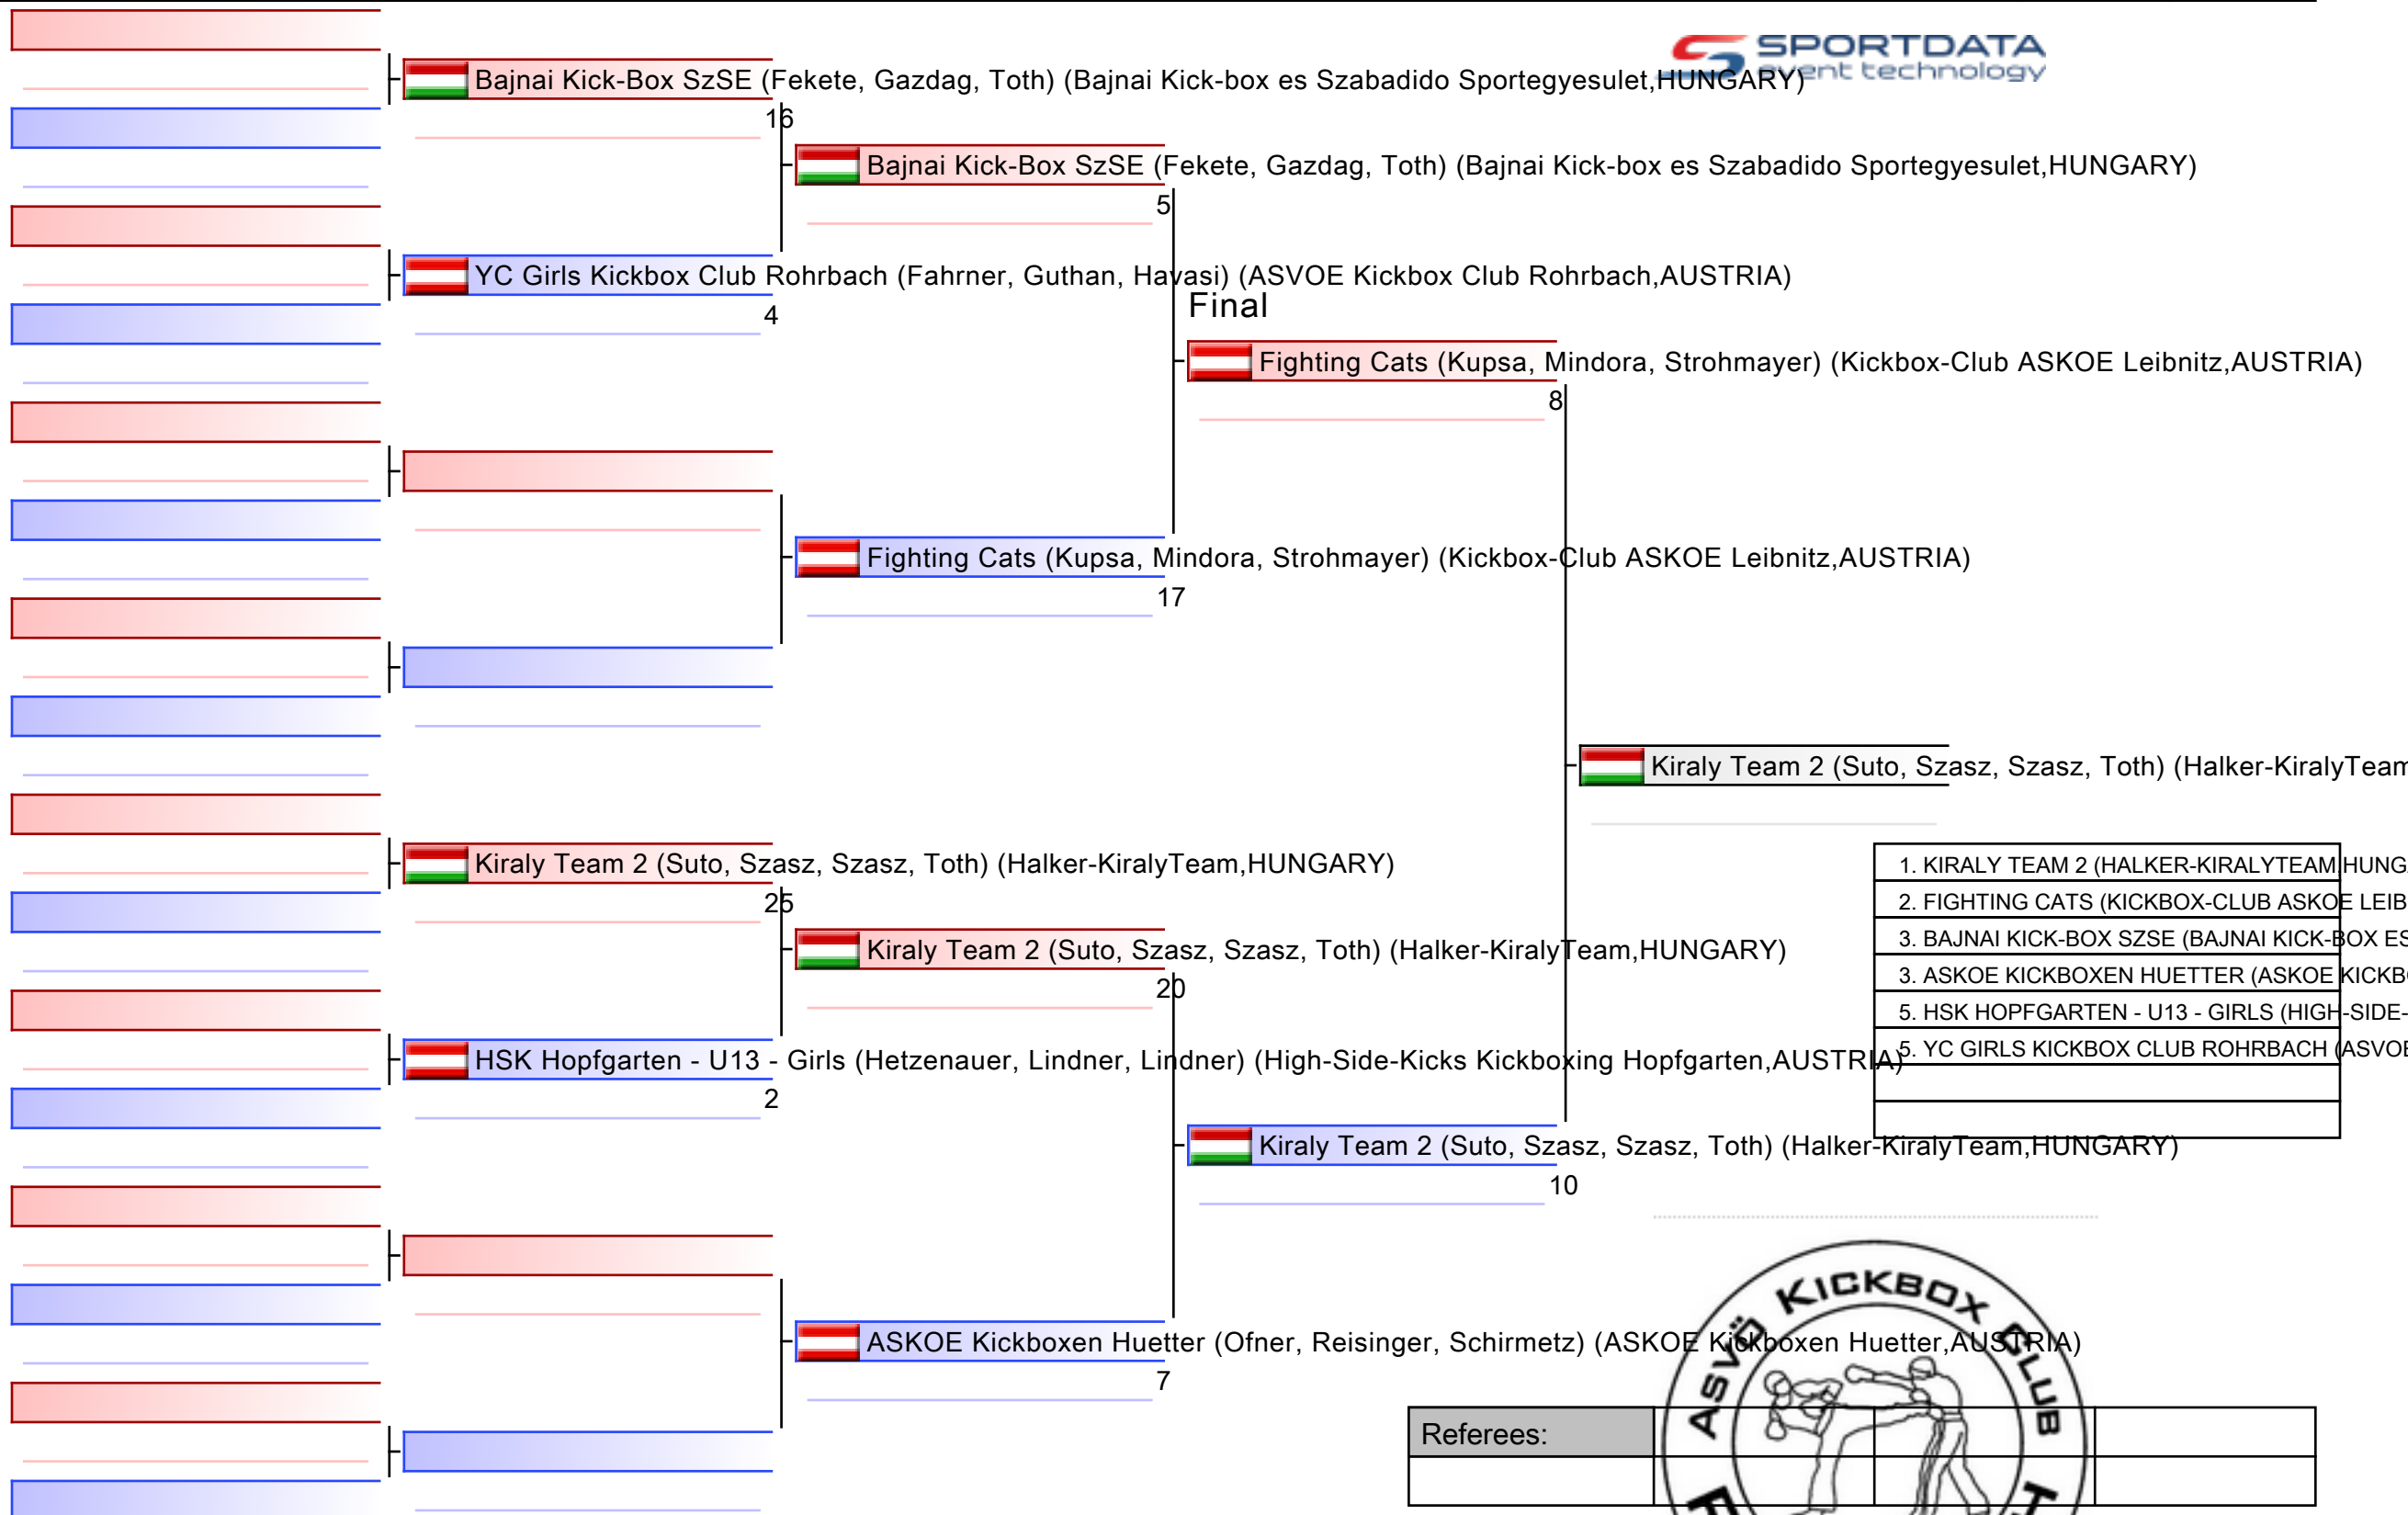 SPORTDATA
event technology
Bajnai Kick-Box SzSE (Fekete, Gazdag, Toth) (Bajnai Kick-box es Szabadido Sportegyesulet,HUNGARY)
16
Bajnai Kick-Box SzSE (Fekete, Gazdag, Toth) (Bajnai Kick-box es Szabadido Sportegyesulet,HUNGARY)
5
YC Girls Kickbox Club Rohrbach (Fahrner, Guthan, Havasi) (ASVOE Kickbox Club Rohrbach,AUSTRIA)
4
Final
Fighting Cats (Kupsa, Mindora, Strohmayer) (Kickbox-Club ASKOE Leibnitz,AUSTRIA)
8
Fighting Cats (Kupsa, Mindora, Strohmayer) (Kickbox-Club ASKOE Leibnitz,AUSTRIA)
17
Kiraly Team 2 (Suto, Szasz, Szasz, Toth) (Halker-KiralyTeam
Kiraly Team 2 (Suto, Szasz, Szasz, Toth) (Halker-KiralyTeam,HUNGARY)
25
1. KIRALY TEAM 2 (HALKER-KIRALYTEAM,HUNG
2. FIGHTING CATS (KICKBOX-CLUB ASKOE LEIB
3. BAJNAI KICK-BOX SZSE (BAJNAI KICK-BOX ES
3. ASKOE KICKBOXEN HUETTER (ASKOE KICKB
5. HSK HOPFGARTEN - U13 - GIRLS (HIGH-SIDE-
5. YC GIRLS KICKBOX CLUB ROHRBACH (ASVOE
Kiraly Team 2 (Suto, Szasz, Szasz, Toth) (Halker-KiralyTeam,HUNGARY)
20
HSK Hopfgarten - U13 - Girls (Hetzenauer, Lindner, Lindner) (High-Side-Kicks Kickboxing Hopfgarten,AUSTRIA)
2
Kiraly Team 2 (Suto, Szasz, Szasz, Toth) (Halker-KiralyTeam,HUNGARY)
10
ASKOE Kickboxen Huetter (Ofner, Reisinger, Schirmetz) (ASKOE Kickboxen Huetter,AUSTRIA)
7
ASVÖ KICKBOX CLUB
Referees: